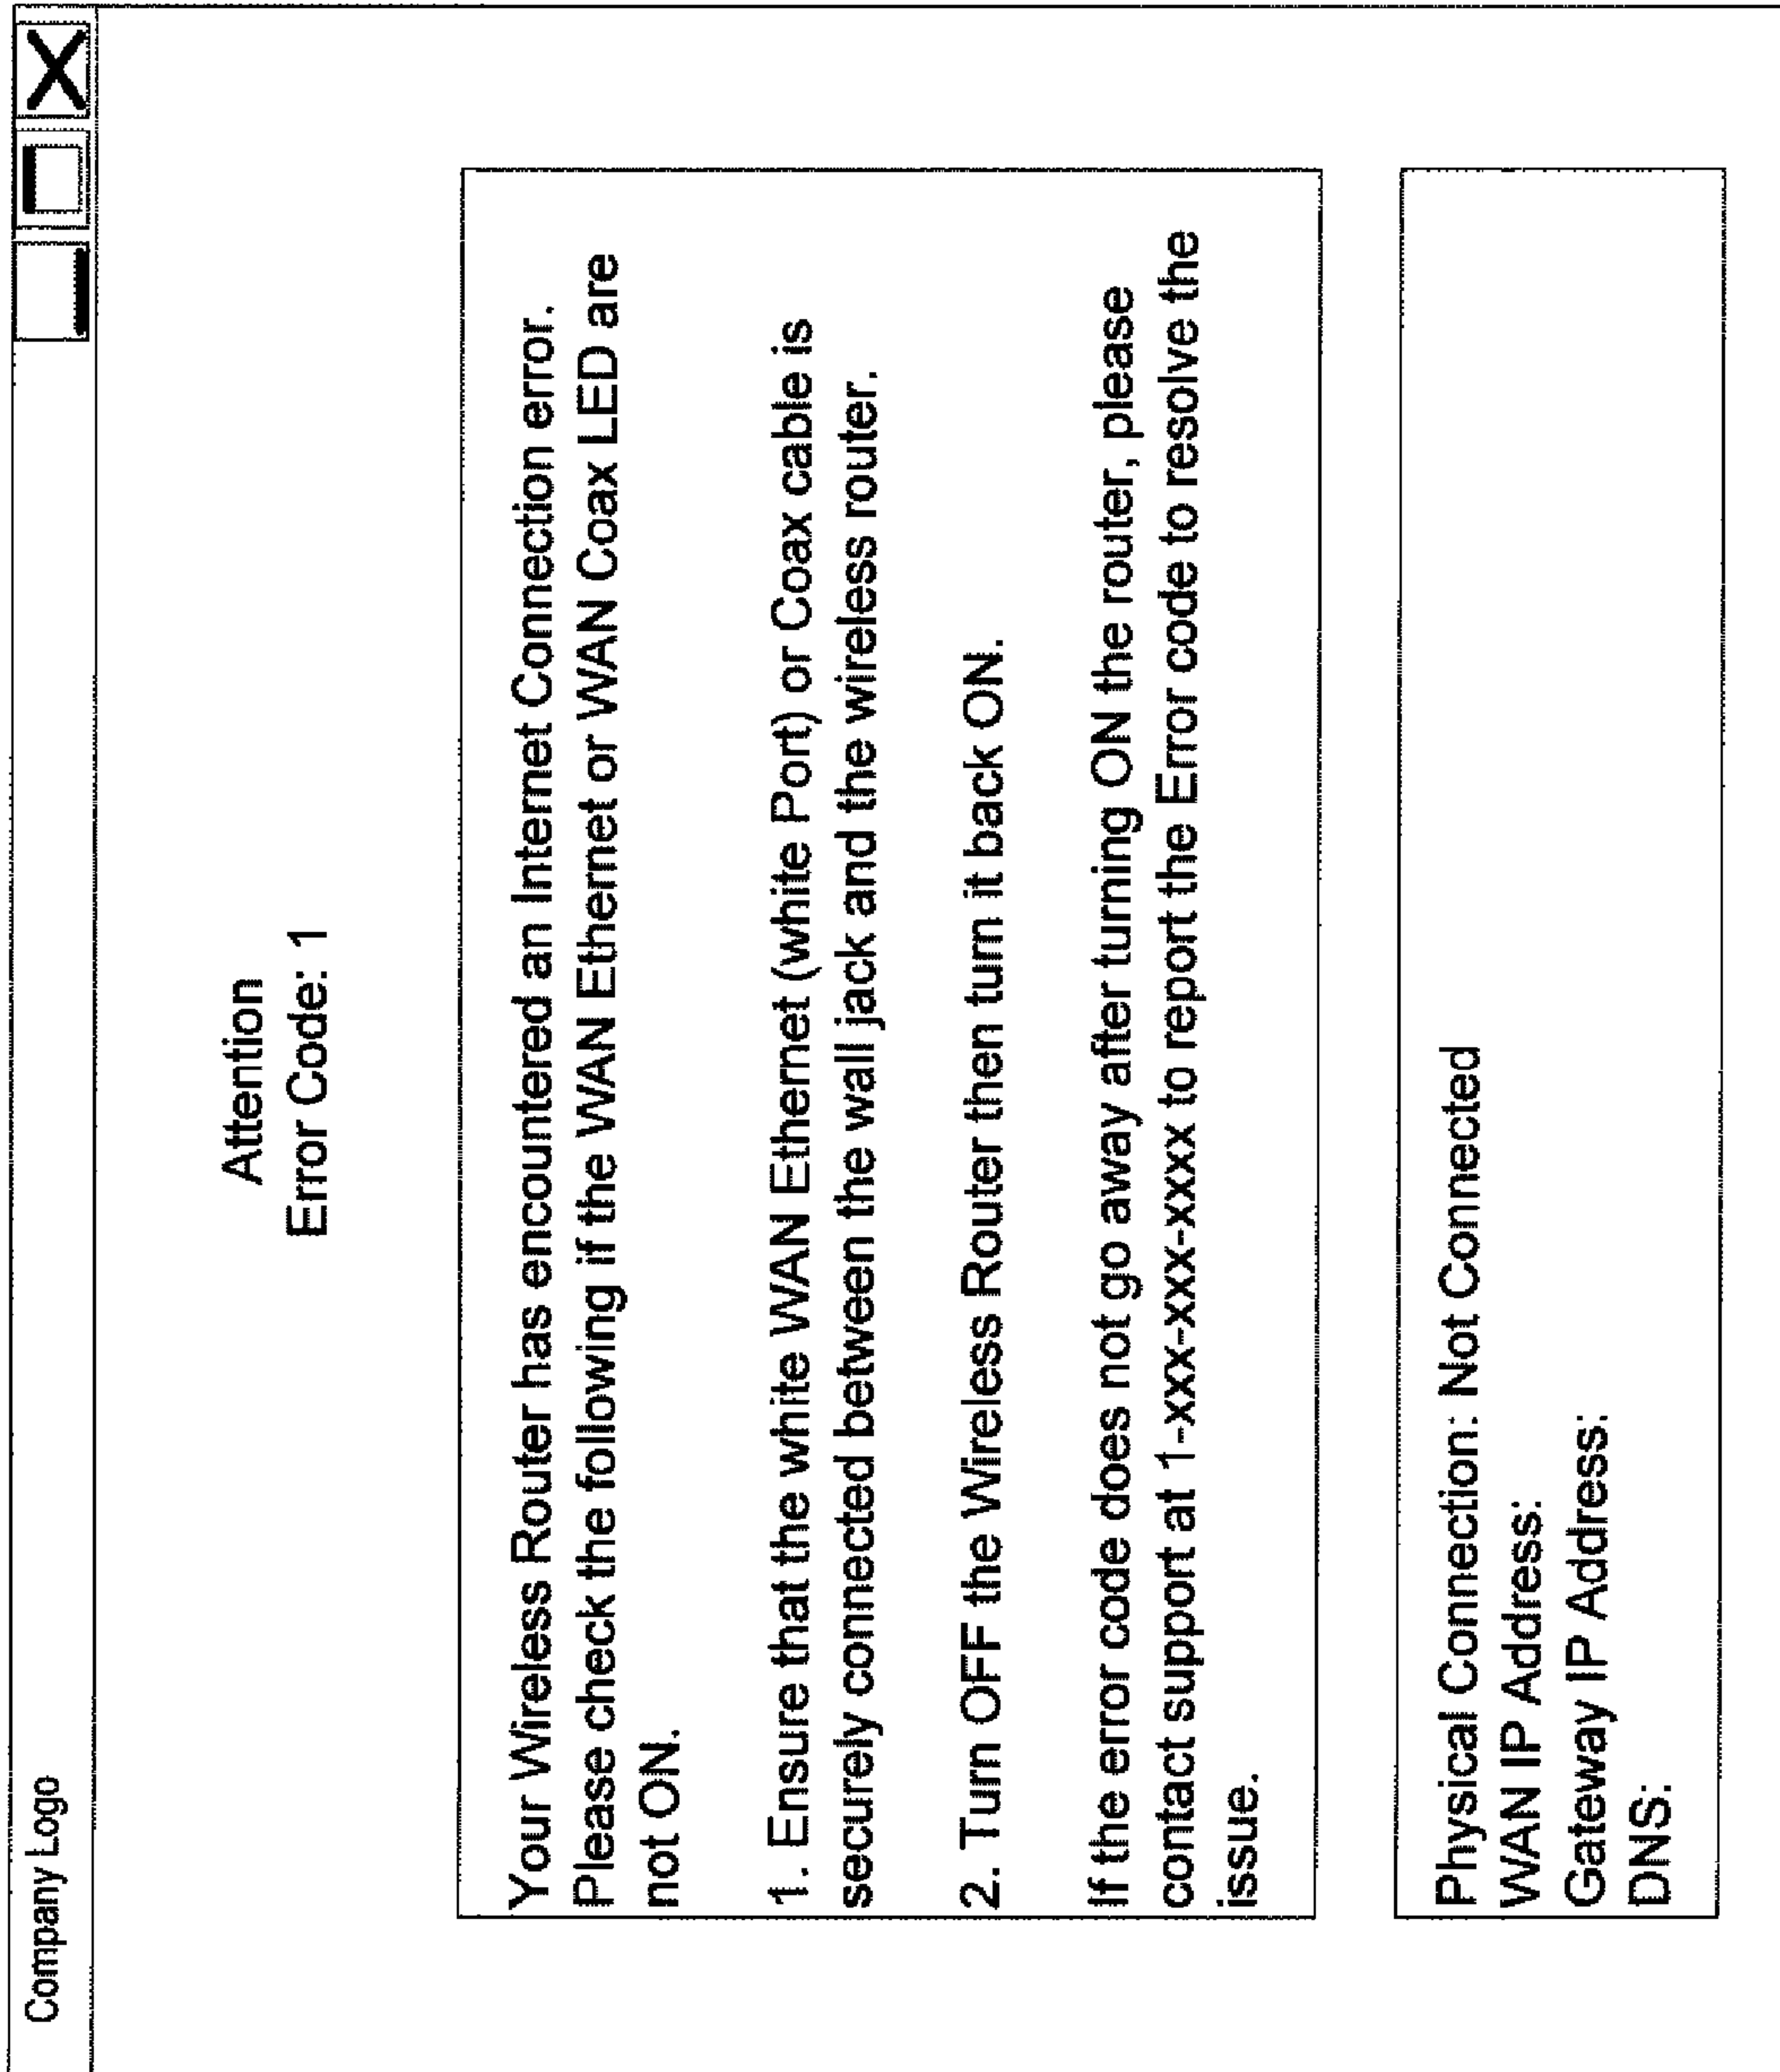 Company Logo
Attention
Error Code: 1
Your Wireless Router has encountered an Internet Connection error.
Please check the following if the WAN Ethernet or WAN Coax LED are
not ON.
1. Ensure that the white WAN Ethernet (white Port) or Coax cable is
securely connected between the wall jack and the wireless router.
2. Turn OFF the Wireless Router then turn it back ON.
If the error code does not go away after turning ON the router, please
contact support at 1-xxx-xxx-xxxx to report the Error code to resolve the
issue.
Physical Connection: Not Connected
WAN IP Address:
Gateway IP Address:
DNS: